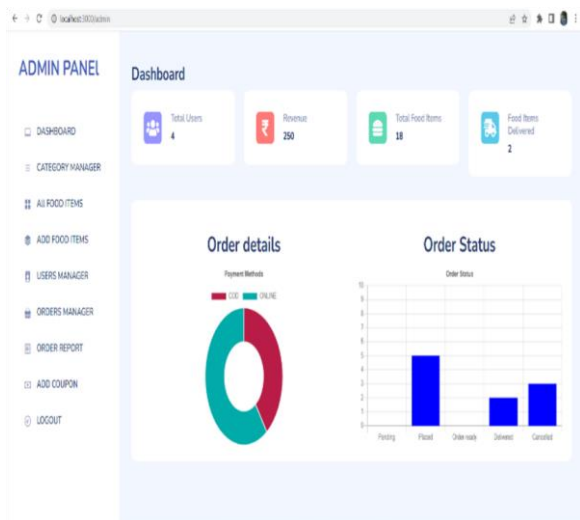 localhost:3000/admin
ADMIN PANEL
DASHBOARD
CATEGORY MANAGER
All FOOD ITEMS
ADD FOOD ITEMS
USERS MANAGER
ORDERS MANAGER
ORDER REPORT
ADD COUPON
LOGOUT
Dashboard
Total Users
4
Revenue
250
Total Food Items
18
Food Items
Delivered
2
Order details
Payment Methods
COD ONLINE
Order Status
Order Status
10
9
8
7
6
5
4
3
2
1
0
Pending Placed Order ready Delivered Cancelled